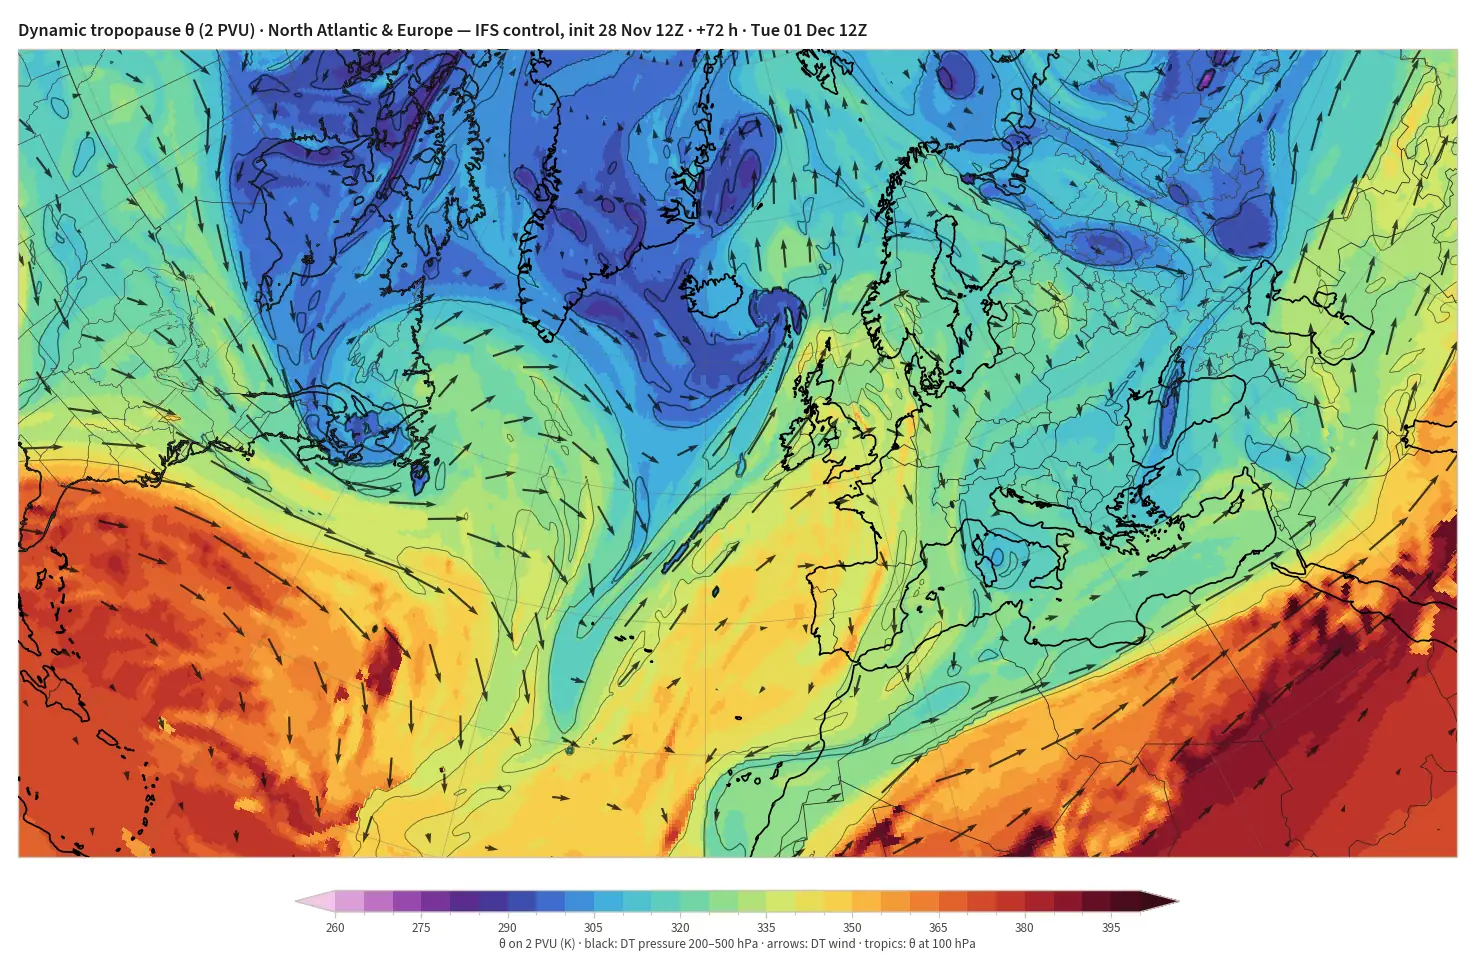 Dynamic tropopause θ (2 PVU) · North Atlantic & Europe — IFS control, init 28 Nov 12Z · +72 h · Tue 01 Dec 12Z
260 275 290 305 320 335 350 365 380 395
θ on 2 PVU (K) · black: DT pressure 200–500 hPa · arrows: DT wind · tropics: θ at 100 hPa